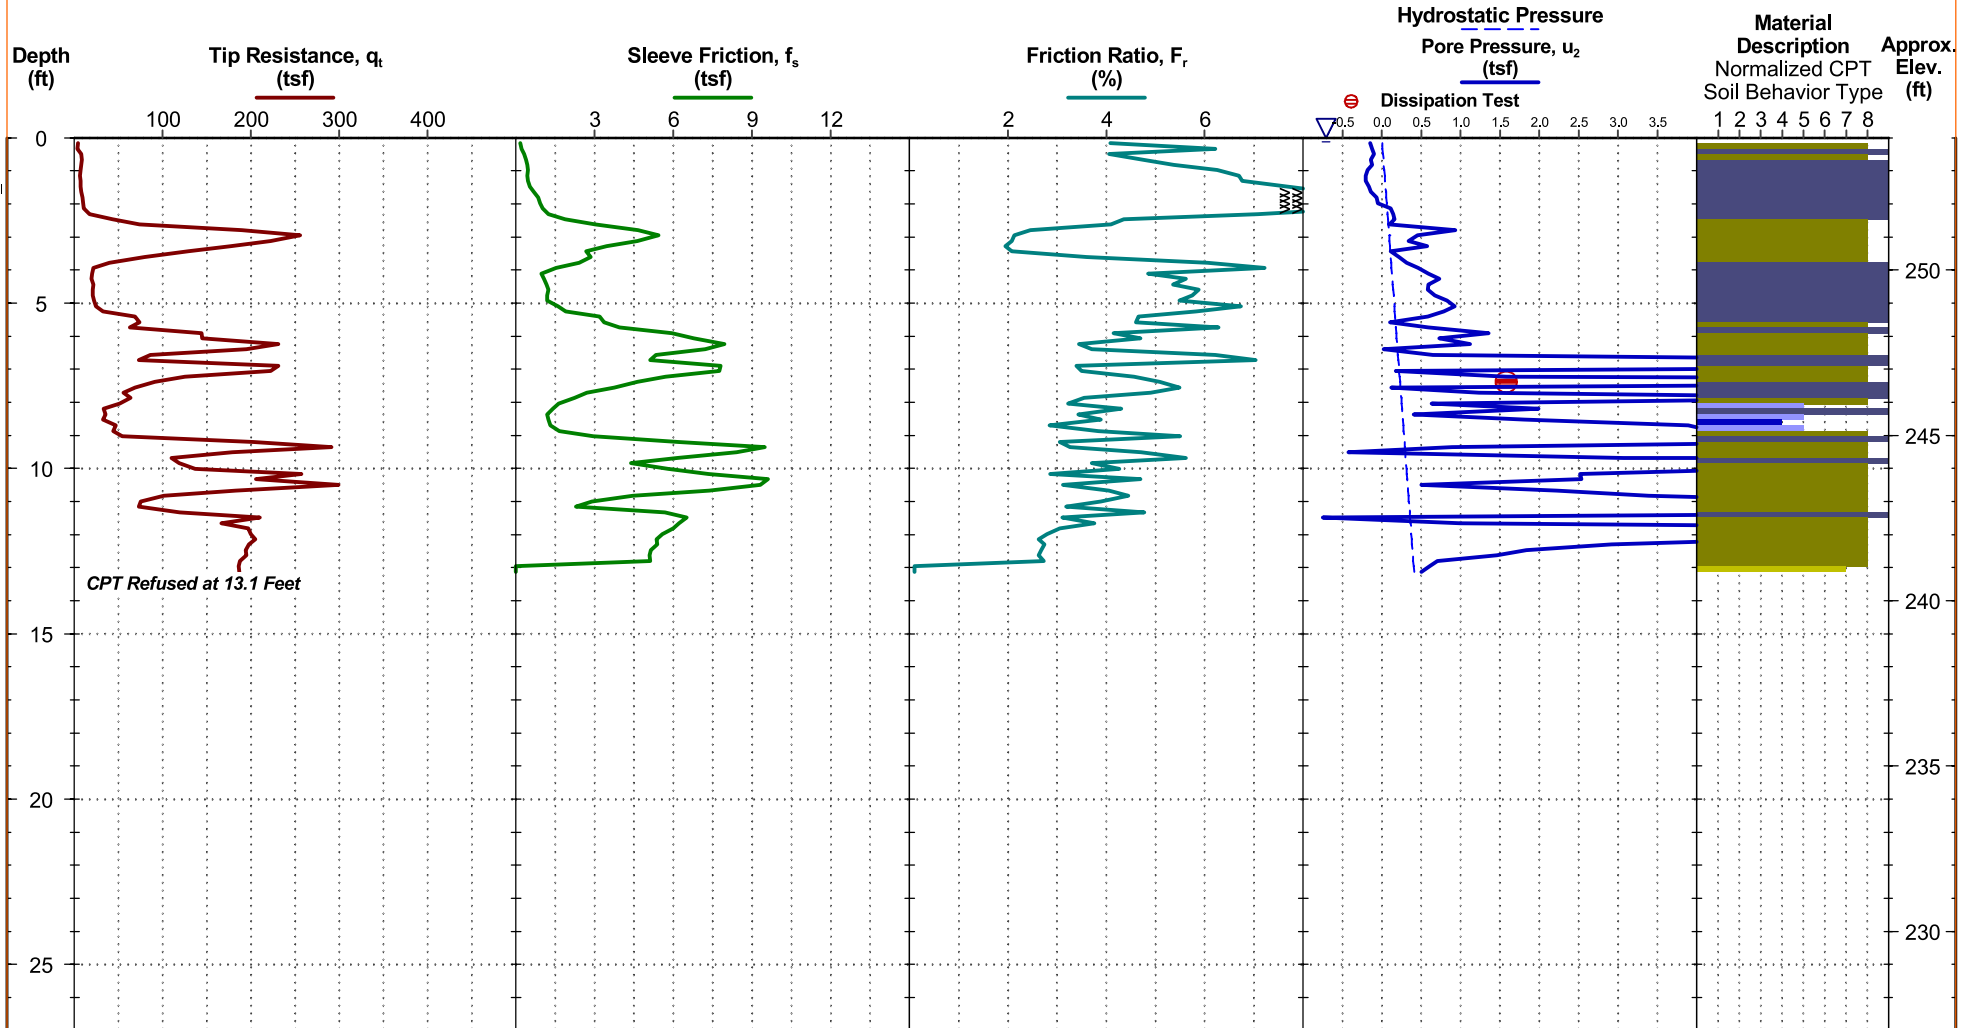 Hydrostatic Pressure
Depth
(ft)
Tip Resistance, qt
(tsf)
Sleeve Friction, fs
(tsf)
Friction Ratio, Fr
(%)
Pore Pressure, u2
(tsf)
Dissipation Test
Material
Description
Normalized CPT
Soil Behavior Type
Approx.
Elev.
(ft)
100 200 300 400
3 6 9 12
2 4 6
-0.5 0.0 0.5 1.0 1.5 2.0 2.5 3.0 3.5
1 2 3 4 5 6 7 8
0
250
5
245
10
CPT Refused at 13.1 Feet
240
15
235
20
230
25